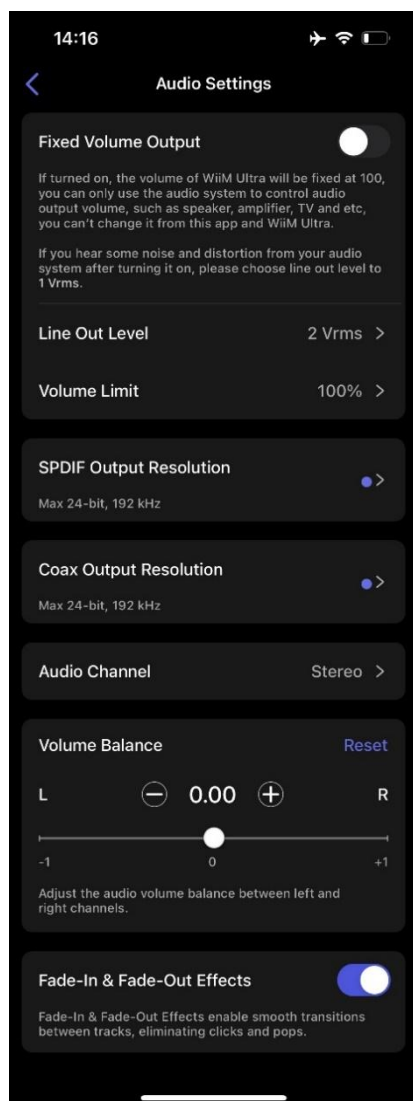 14:16
Audio Settings
Fixed Volume Output
If turned on, the volume of WiiM Ultra will be fixed at 100,
you can only use the audio system to control audio
output volume, such as speaker, amplifier, TV and etc,
you can't change it from this app and WiiM Ultra.
If you hear some noise and distortion from your audio
system after turning it on, please choose line out level to
1 Vrms.
Line Out Level 2 Vrms >
Volume Limit 100% >
SPDIF Output Resolution
Max 24-bit, 192 kHz
Coax Output Resolution
Max 24-bit, 192 kHz
Audio Channel Stereo >
Volume Balance Reset
L 0.00 R
-1 0 +1
Adjust the audio volume balance between left and
right channels.
Fade-In & Fade-Out Effects
Fade-In & Fade-Out Effects enable smooth transitions
between tracks, eliminating clicks and pops.